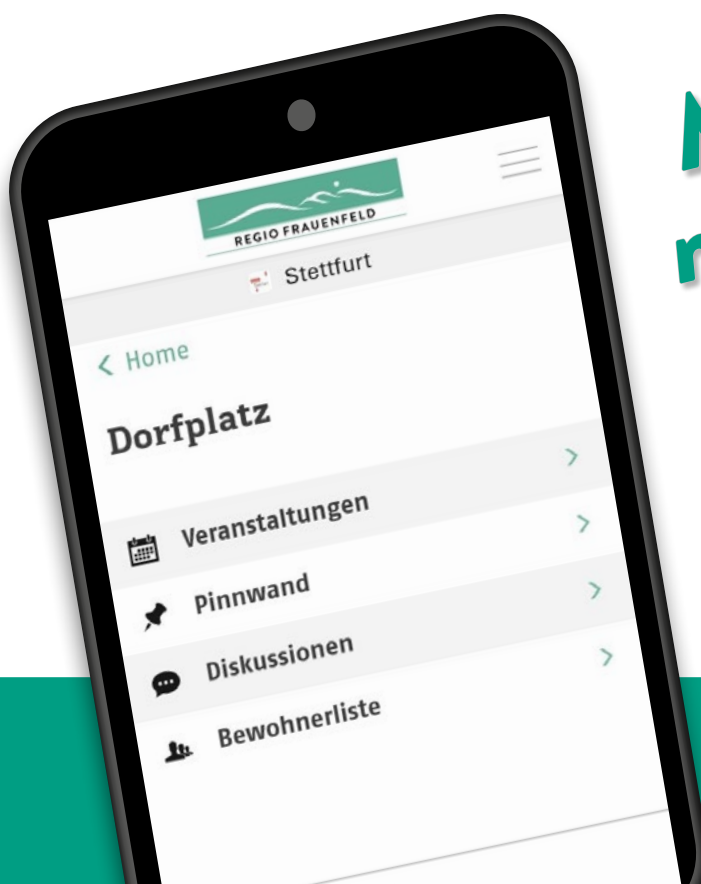 REGIO FRAUENFELD
Stettfurt
Home
Dorfplatz
Veranstaltungen
Pinnwand
Diskussionen
Bewohnerliste